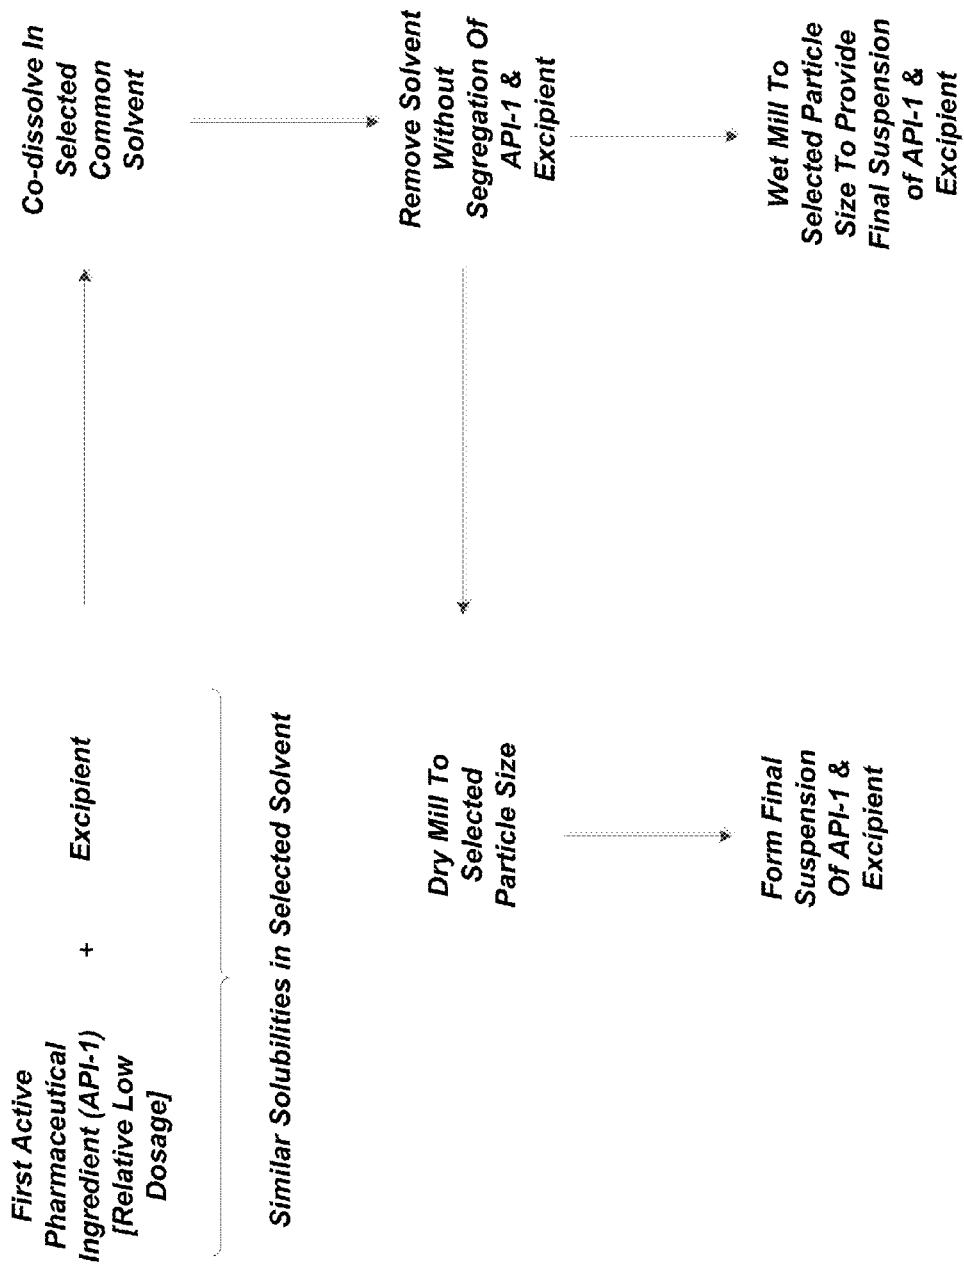 First Active
Pharmaceutical
Ingredient (API-1)
[Relative Low
Dosage]
+
Excipient
Similar Solubilities in Selected Solvent
Co-dissolve In
Selected
Common
Solvent
Remove Solvent
Without
Segregation Of
API-1 &
Excipient
Dry Mill To
Selected
Particle Size
Form Final
Suspension
Of API-1 &
Excipient
Wet Mill To
Selected Particle
Size To Provide
Final Suspension
of API-1 &
Excipient